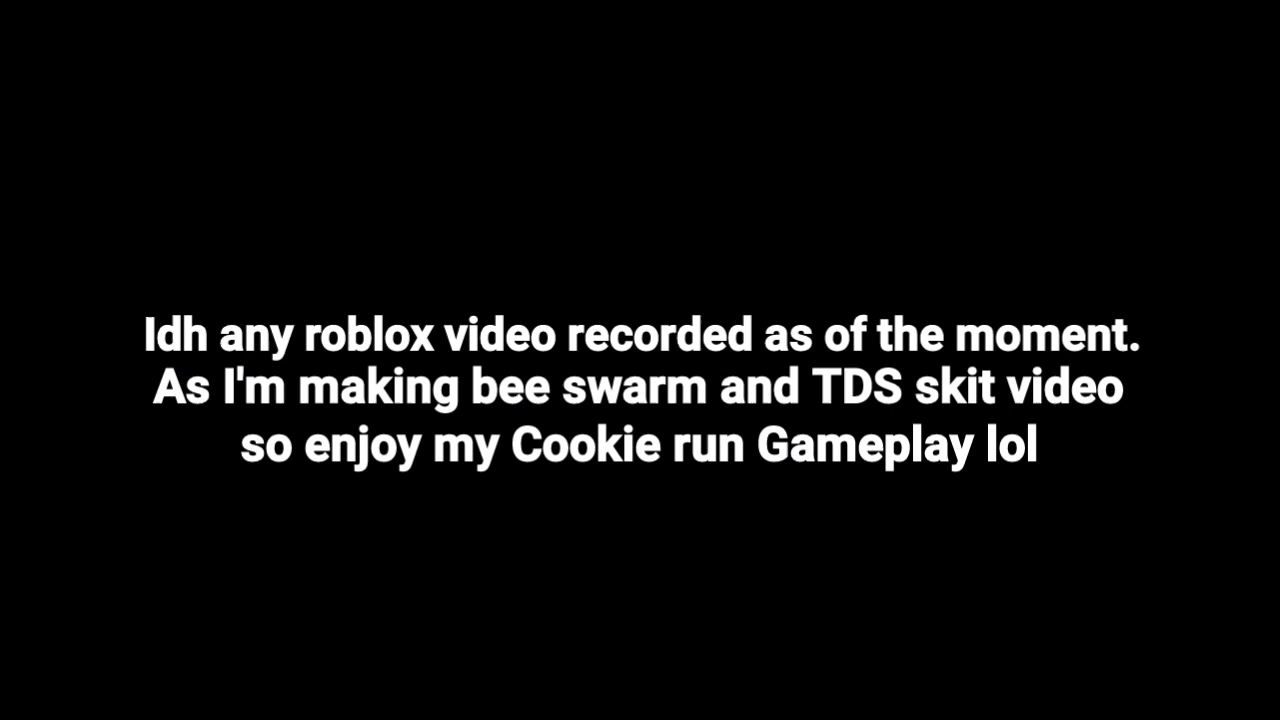 Idh any roblox video recorded as of the moment.
As I'm making bee swarm and TDS skit video
so enjoy my Cookie run Gameplay lol